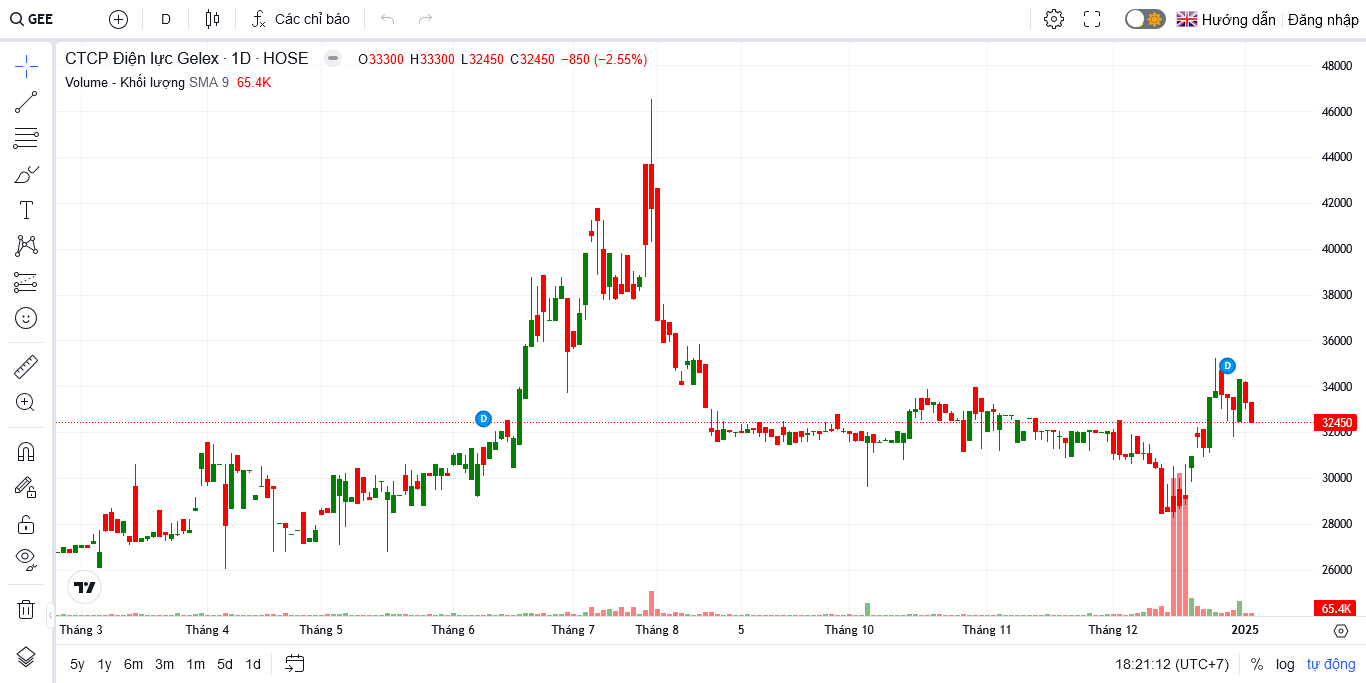 GEE D Các chỉ báo Hướng dẫn Đăng nhập
CTCP Điện lực Gelex · 1D · HOSE O33300 H33300 L32450 C32450 −850 (−2.55%)
Volume - Khối lượng SMA 9 65.4K
48000
46000
44000
42000
40000
38000
36000
D
34000
D
32450
32000
30000
28000
26000
65.4K
Tháng 3 Tháng 4 Tháng 5 Tháng 6 Tháng 7 Tháng 8 5 Tháng 10 Tháng 11 Tháng 12 2025
5y 1y 6m 3m 1m 5d 1d 18:21:12 (UTC+7) % log tự động